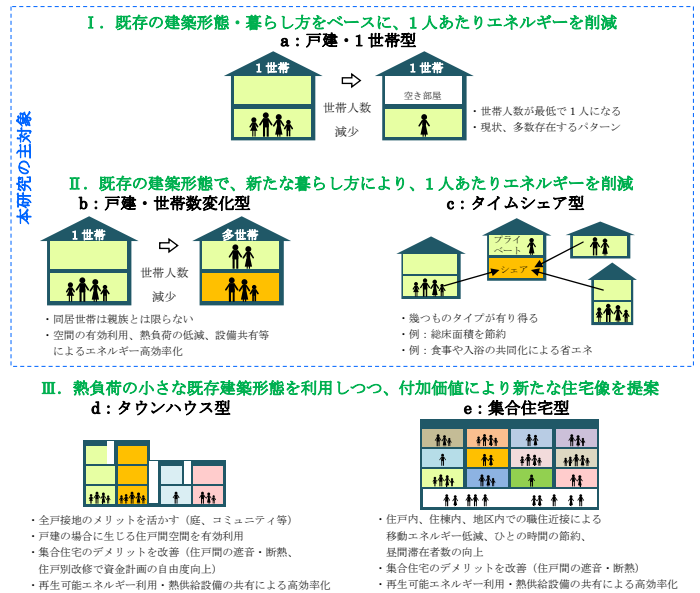 Ⅰ．既存の建築形態・暮らし方をベースに、1人あたりエネルギーを削減
a：戸建・1世帯型
1世帯
1世帯
空き部屋
世帯人数
減少
・世帯人数が最低で1人になる
・現状、多数存在するパターン
本研究の主対象
Ⅱ．既存の建築形態で、新たな暮らし方により、1人あたりエネルギーを削減
b：戸建・世帯数変化型
1世帯
多世帯
世帯人数
減少
・同居世帯は親族とは限らない
・空間の有効利用、熱負荷の低減、設備共有等
によるエネルギー高効率化
c：タイムシェア型
プライ
ベート
シェア
・幾つものタイプが有り得る
・例：総床面積を節約
・例：食事や入浴の共同化による省エネ
Ⅲ．熱負荷の小さな既存建築形態を利用しつつ、付加価値により新たな住宅像を提案
d：タウンハウス型
・全戸接地のメリットを活かす（庭、コミュニティ等）
・戸建の場合に生じる住戸間空間を有効利用
・集合住宅のデメリットを改善（住戸間の遮音・断熱、
住戸別改修で資金計画の自由度向上）
・再生可能エネルギー利用・熱供給設備の共有による高効率化
e：集合住宅型
・住戸内、住棟内、地区内での職住近接による
移動エネルギー低減、ひとの時間の節約、
昼間滞在者数の向上
・集合住宅のデメリットを改善（住戸間の遮音・断熱）
・再生可能エネルギー利用・熱供給設備の共有による高効率化